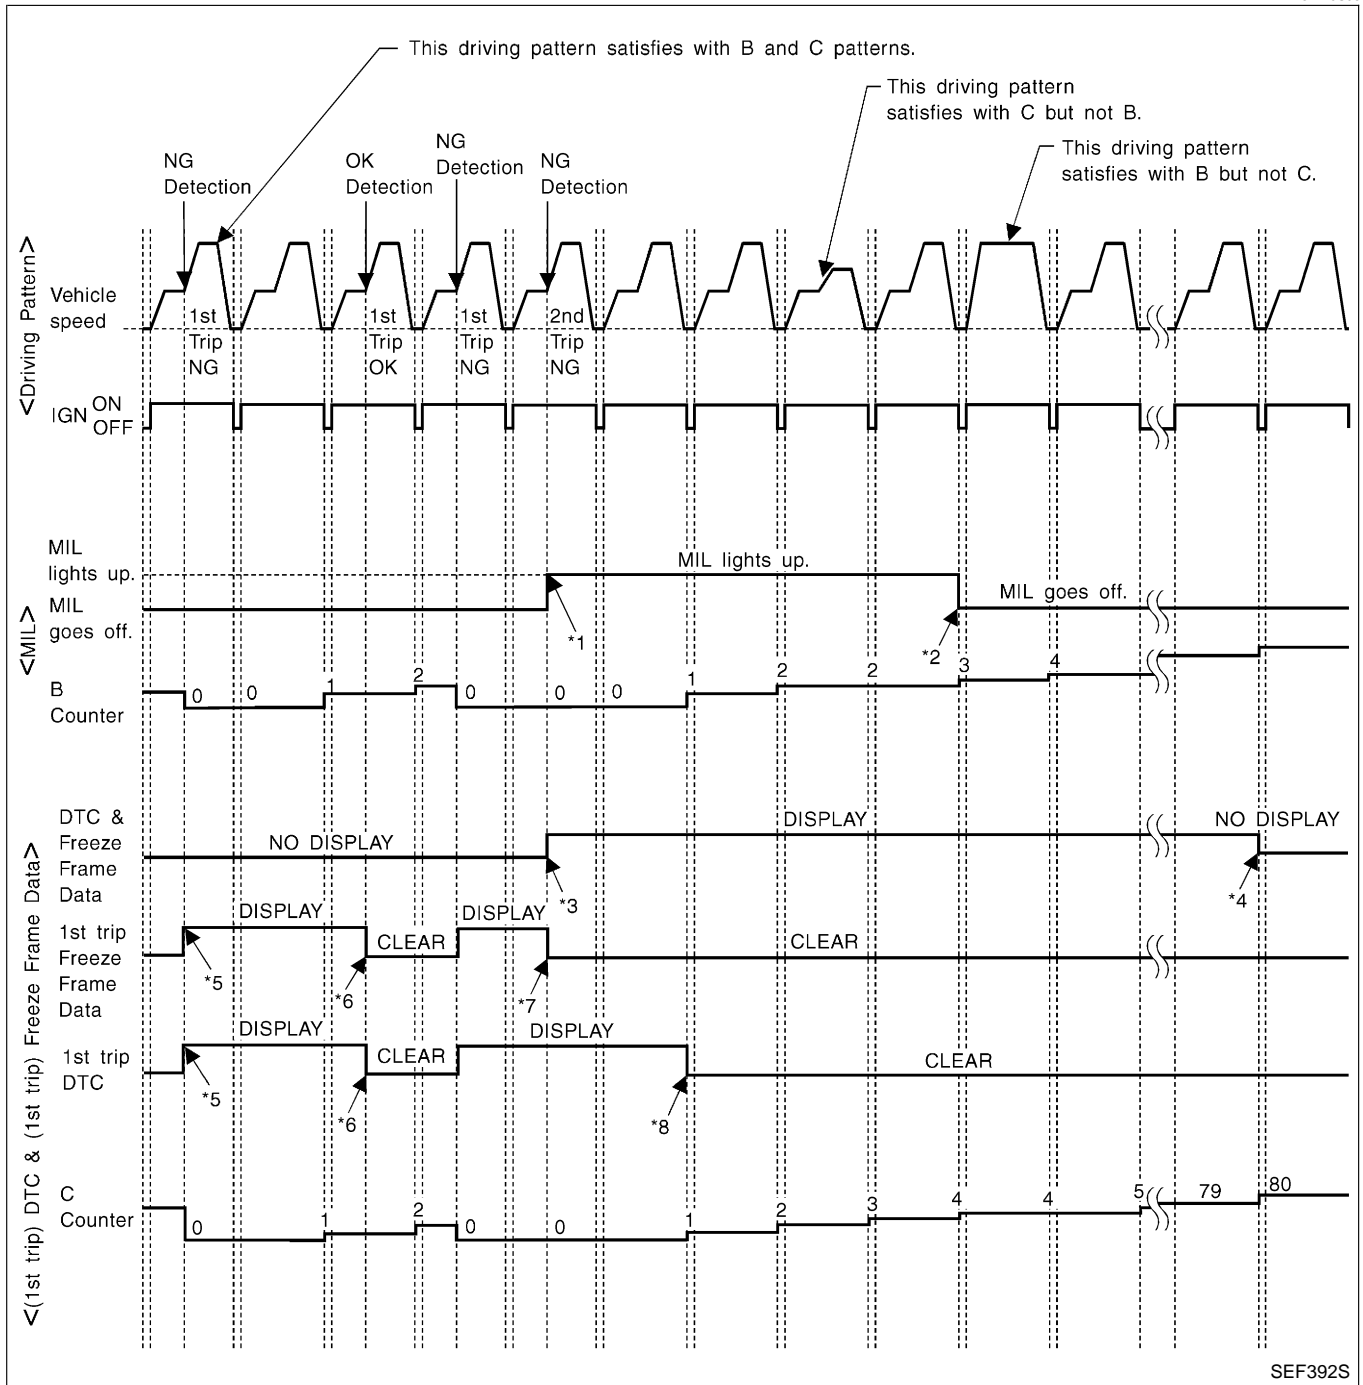 This driving pattern satisfies with B and C patterns.
This driving pattern
satisfies with C but not B.
This driving pattern
satisfies with B but not C.
NG
Detection
OK
Detection
NG
Detection
NG
Detection
<Driving Pattern>
Vehicle
speed
1st
Trip
NG
1st
Trip
OK
1st
Trip
NG
2nd
Trip
NG
IGN ON
OFF
<MIL>
MIL
lights up.
MIL lights up.
MIL
goes off.
MIL goes off.
*1
*2
B
Counter
0 0 1 2 0 0 0 1 2 2 3 4
<(1st trip) DTC & (1st trip) Freeze Frame Data>
DTC &
Freeze
Frame
Data
NO DISPLAY
DISPLAY
NO DISPLAY
*3
*4
1st trip
Freeze
Frame
Data
DISPLAY
CLEAR
DISPLAY
CLEAR
*5
*6
*7
1st trip
DTC
DISPLAY
CLEAR
DISPLAY
CLEAR
*5
*6
*8
C
Counter
0 1 2 0 0 1 2 3 4 4 5 79 80
SEF392S